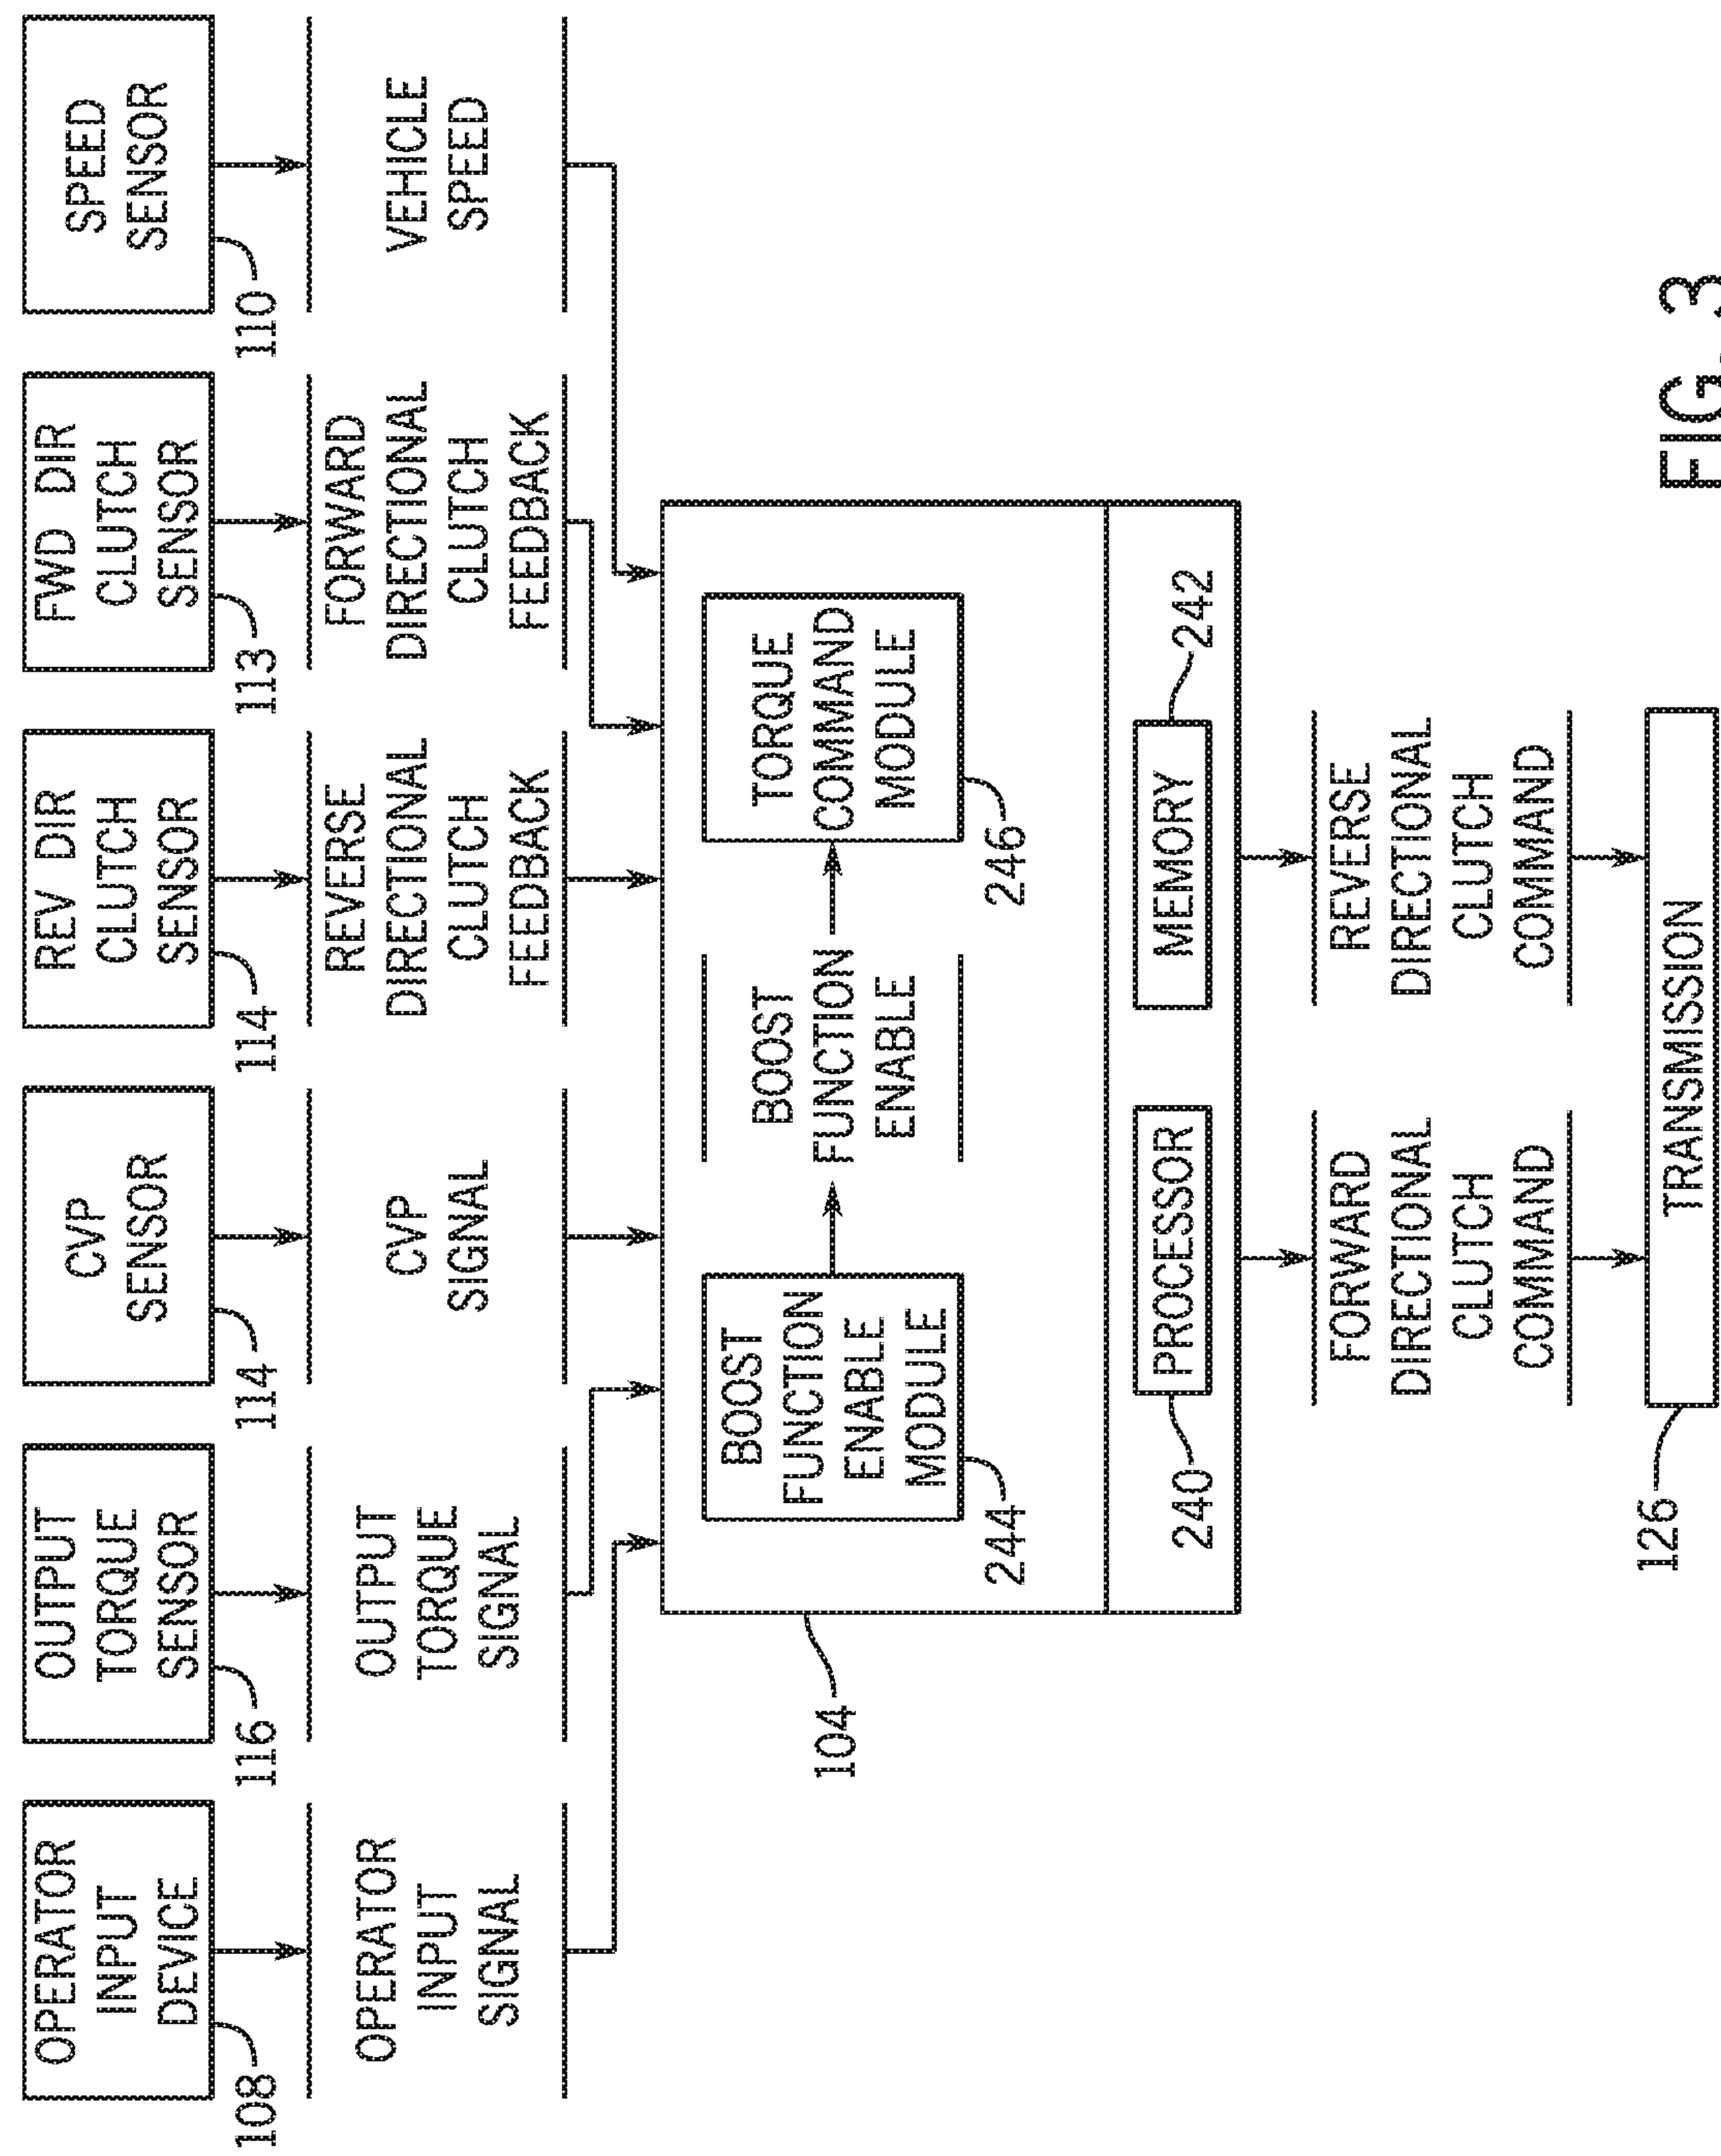 OPERATOR
INPUT
DEVICE
108
OUTPUT
TORQUE
SENSOR
116
CVP
SENSOR
114
REV DIR
CLUTCH
SENSOR
114
FWD DIR
CLUTCH
SENSOR
113
SPEED
SENSOR
110
OPERATOR
INPUT
SIGNAL
OUTPUT
TORQUE
SIGNAL
CVP
SIGNAL
REVERSE
DIRECTIONAL
CLUTCH
FEEDBACK
FORWARD
DIRECTIONAL
CLUTCH
FEEDBACK
VEHICLE
SPEED
104
BOOST
FUNCTION
ENABLE
MODULE
244
BOOST
FUNCTION
ENABLE
TORQUE
COMMAND
MODULE
246
240
PROCESSOR
MEMORY
242
FORWARD
DIRECTIONAL
CLUTCH
COMMAND
REVERSE
DIRECTIONAL
CLUTCH
COMMAND
126
TRANSMISSION
FIG. 3